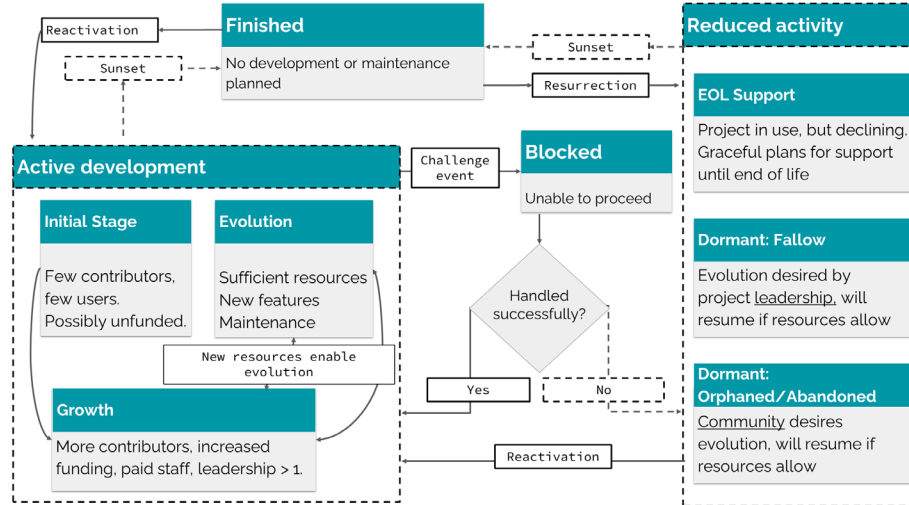 Reactivation
Finished
Sunset
Reduced activity
Sunset
No development or maintenance
planned
Resurrection
EOL Support
Project in use, but declining.
Graceful plans for support
until end of life
Active development
Challenge
event
Blocked
Unable to proceed
Initial Stage
Few contributors,
few users.
Possibly unfunded.
Evolution
Sufficient resources
New features
Maintenance
Dormant: Fallow
Evolution desired by
project leadership, will
resume if resources allow
Handled
successfully?
New resources enable
evolution
Yes
No
Growth
More contributors, increased
funding, paid staff, leadership > 1.
Dormant:
Orphaned/Abandoned
Community desires
evolution, will resume if
resources allow
Reactivation